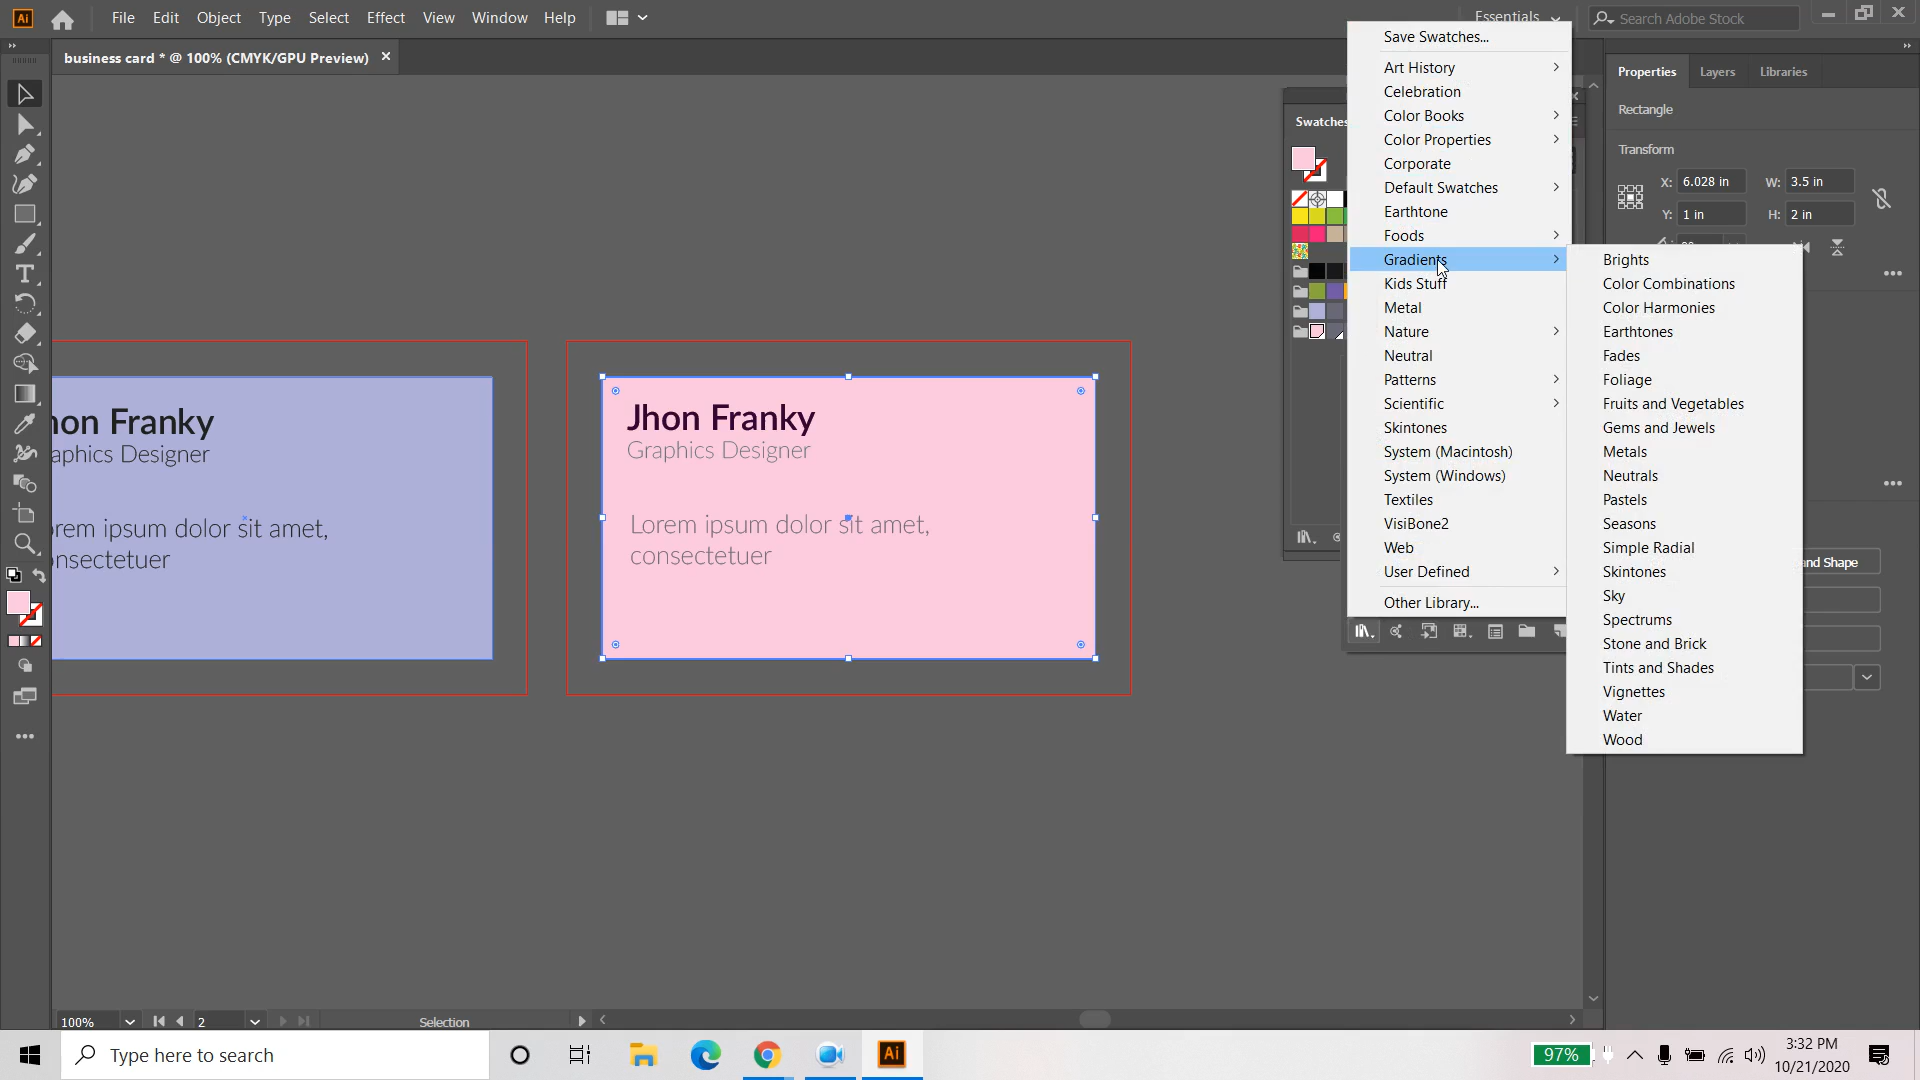 Ai
File Edit Object Type Select Effect View Window Help
Essentials
Search Adobe Stock
business card * @ 100% (CMYK/GPU Preview)
Swatches
Save Swatches...
Art History
Celebration
Color Books
Color Properties
Corporate
Default Swatches
Earthtone
Foods
Gradients
Kids Stuff
Metal
Nature
Neutral
Patterns
Scientific
Skintones
System (Macintosh)
System (Windows)
Textiles
VisiBone2
Web
User Defined
Other Library...
Brights
Color Combinations
Color Harmonies
Earthtones
Fades
Foliage
Fruits and Vegetables
Gems and Jewels
Metals
Neutrals
Pastels
Seasons
Simple Radial
Skintones
Sky
Spectrums
Stone and Brick
Tints and Shades
Vignettes
Water
Wood
Properties Layers Libraries
Rectangle
Transform
X: 6.028 in W: 3.5 in
Y: 1 in H: 2 in
and Shape
hon Franky
aphics Designer
orem ipsum dolor sit amet,
onsectetuer
Jhon Franky
Graphics Designer
Lorem ipsum dolor sit amet,
consectetuer
100% 2 Selection
Type here to search
Ai
97%
3:32 PM
10/21/2020